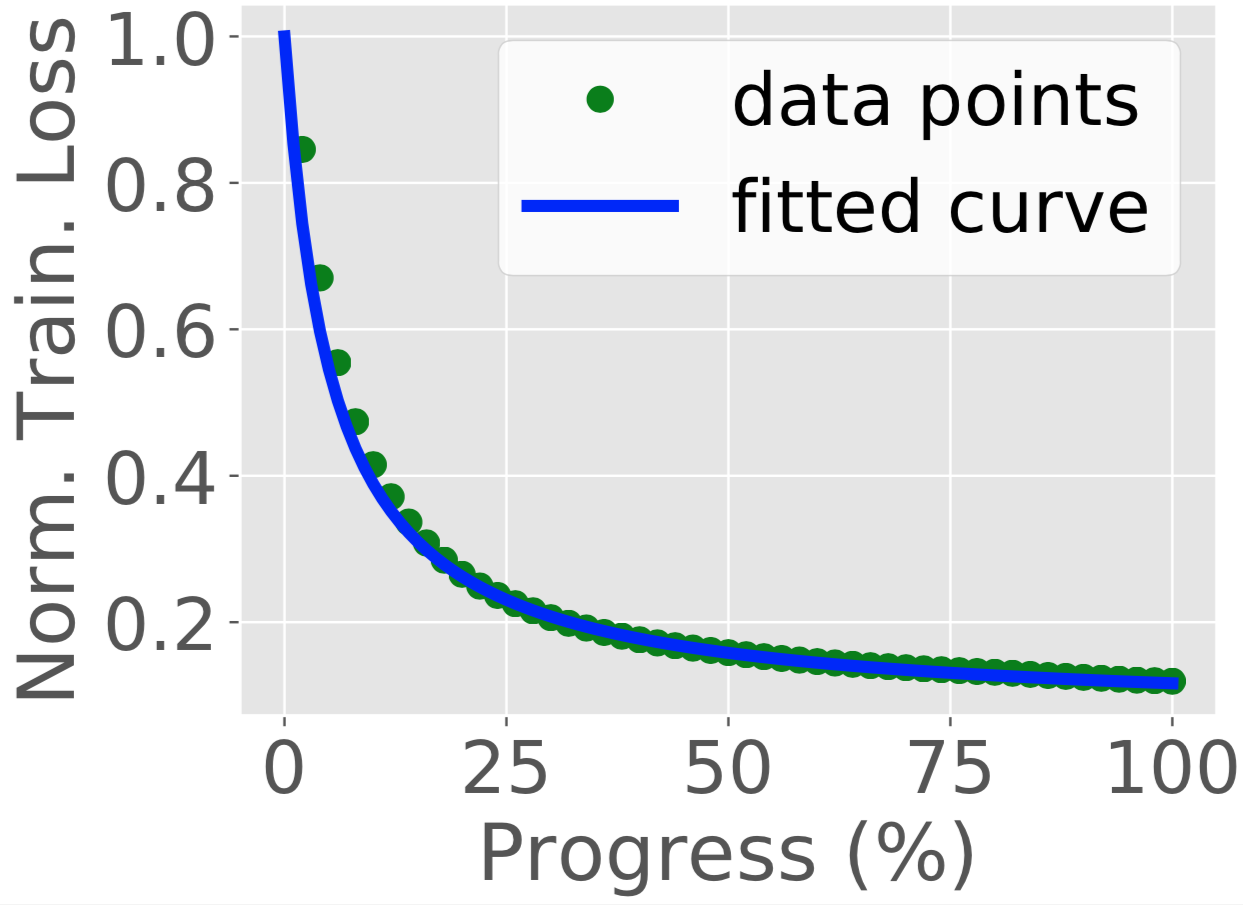 Norm. Train. Loss
1.0
0.8
0.6
0.4
0.2
data points
fitted curve
0 25 50 75 100
Progress (%)